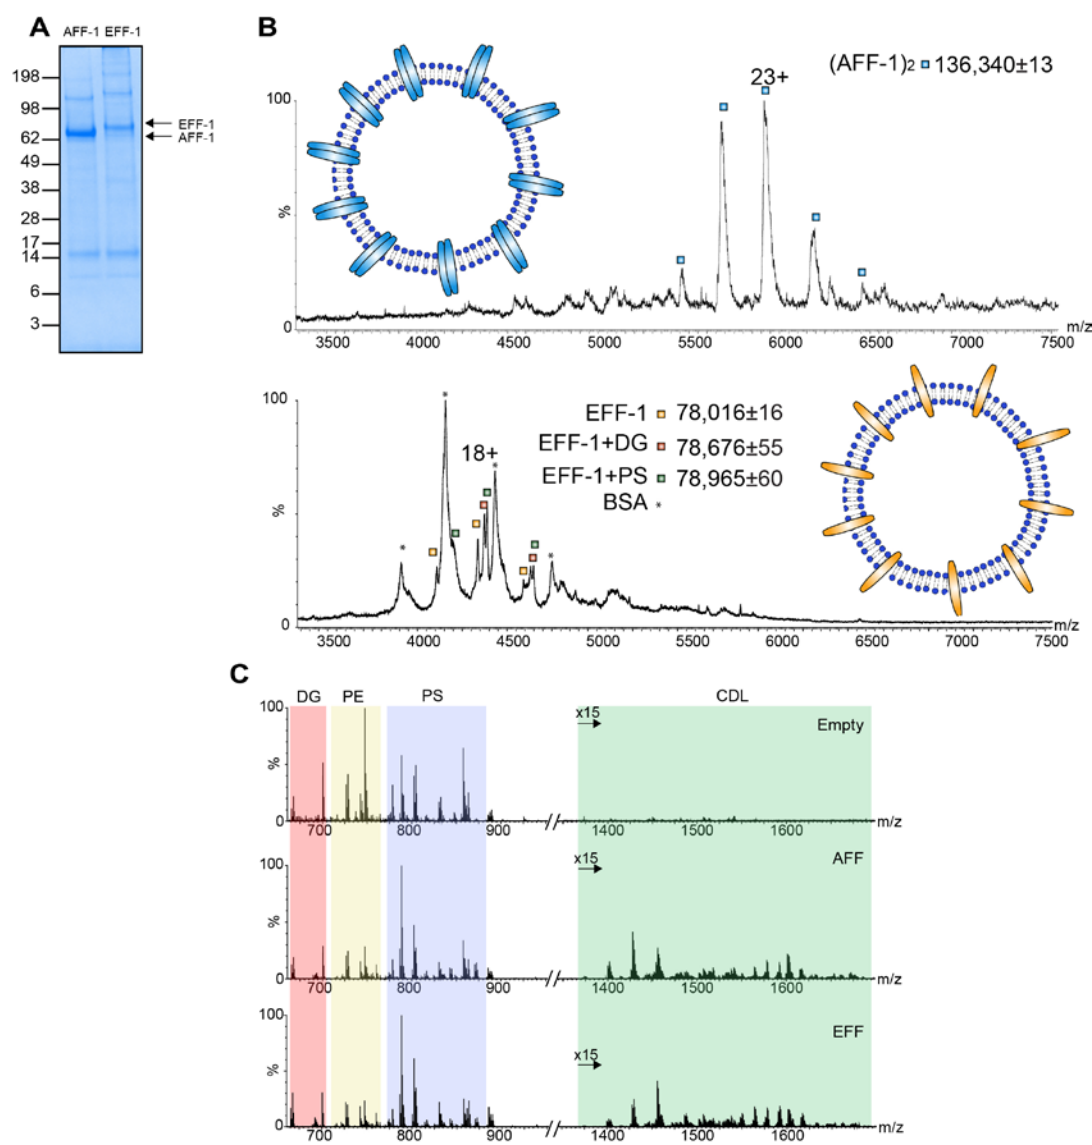 A
AFF-1 EFF-1
198
98
62
49
38
28
17
14
6
3
EFF-1
AFF-1
B
(AFF-1)2 136,340±13
23+
100
%
0
3500 4000 4500 5000 5500 6000 6500 7000 7500
m/z
100
%
0
18+
EFF-1 78,016±16
EFF-1+DG 78,676±55
EFF-1+PS 78,965±60
BSA *
3500 4000 4500 5000 5500 6000 6500 7000 7500
m/z
C
DG PE PS CDL
100
%
0
x15
Empty
700 800 900 // 1400 1500 1600 m/z
100
%
0
x15
AFF
700 800 900 // 1400 1500 1600 m/z
100
%
0
x15
EFF
700 800 900 // 1400 1500 1600 m/z